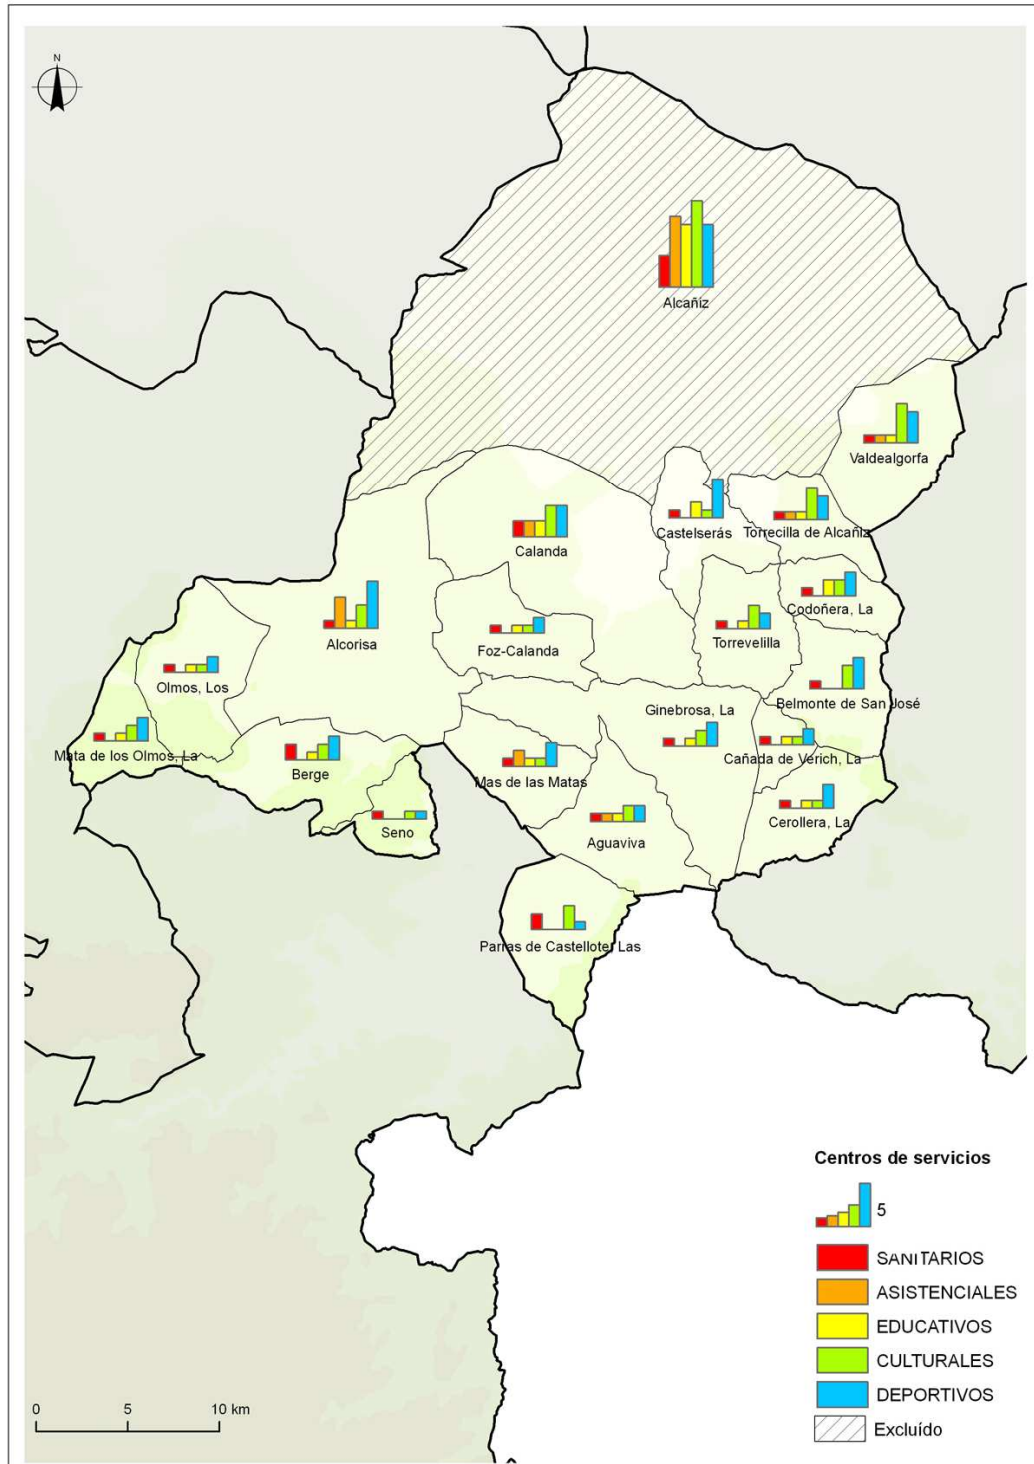 N
Alcañiz
Valdealgorfa
Castelserás
Torrecilla de Alcañiz
Calanda
Codoñera, La
Alcorisa
Foz-Calanda
Torrevelilla
Olmos, Los
Belmonte de San José
Ginebrosa, La
Mata de los Olmos, La
Berge
Mas de las Matas
Cañada de Verich, La
Seno
Aguaviva
Cerollera, La
Parras de Castellote, Las
Centros de servicios
5
SANITARIOS
ASISTENCIALES
EDUCATIVOS
CULTURALES
DEPORTIVOS
Excluído
0 5 10 km